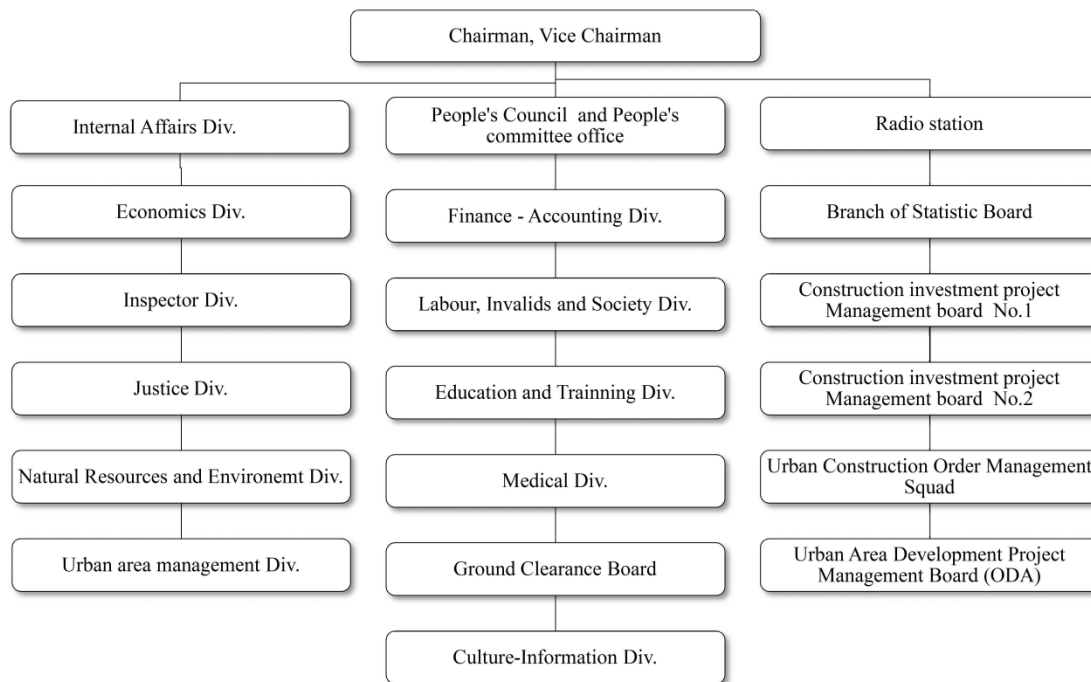 Chairman, Vice Chairman
Internal Affairs Div.
People's Council and People's
committee office
Radio station
Economics Div.
Finance - Accounting Div.
Branch of Statistic Board
Inspector Div.
Labour, Invalids and Society Div.
Construction investment project
Management board No.1
Justice Div.
Education and Trainning Div.
Construction investment project
Management board No.2
Natural Resources and Environemt Div.
Medical Div.
Urban Construction Order Management
Squad
Urban area management Div.
Ground Clearance Board
Urban Area Development Project
Management Board (ODA)
Culture-Information Div.